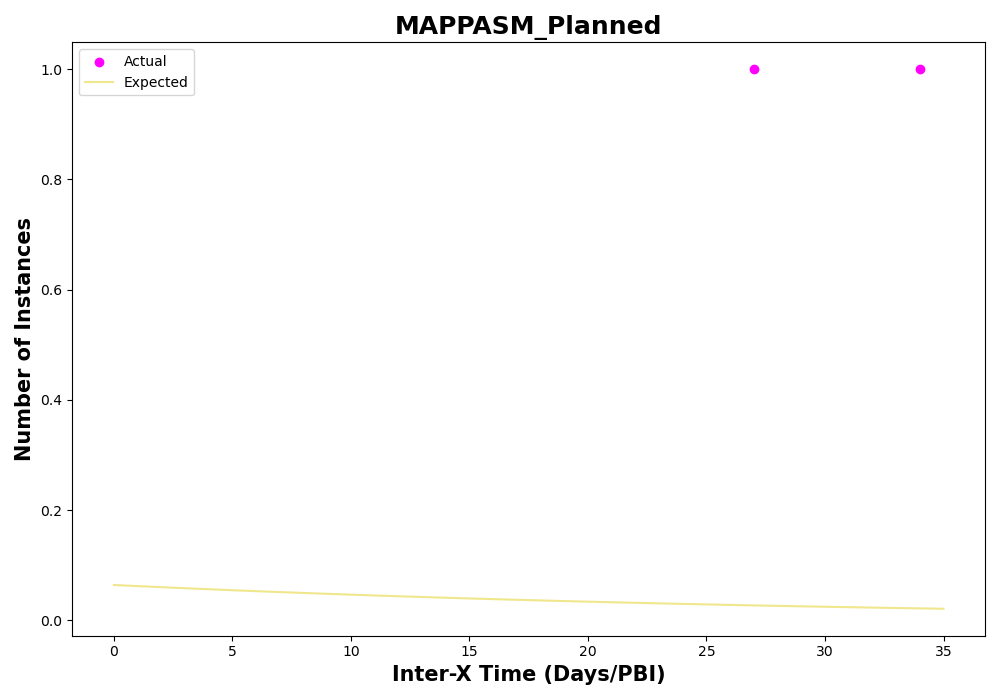 MAPPASM_Planned
Actual
Expected
1.0
0.8
0.6
0.4
0.2
0.0
Number of Instances
0 5 10 15 20 25 30 35
Inter-X Time (Days/PBI)